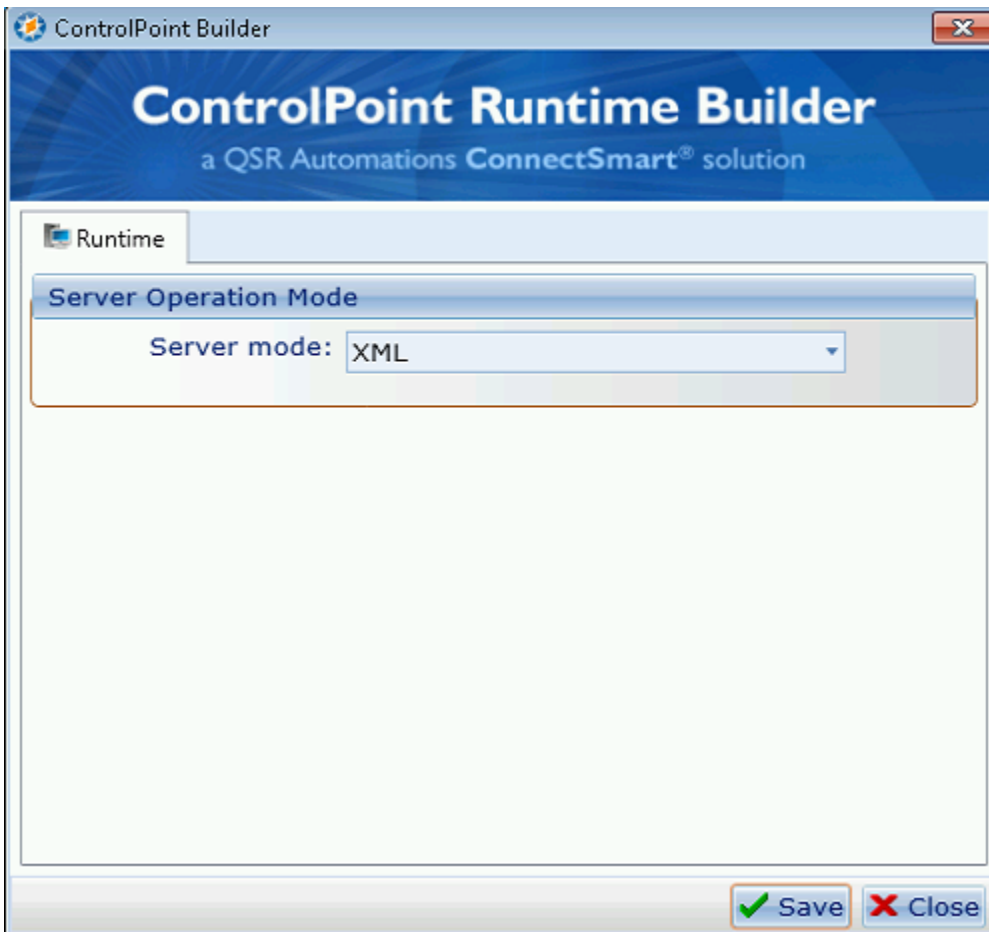 ControlPoint Builder
ControlPoint Runtime Builder
a QSR Automations ConnectSmart® solution
Runtime
Server Operation Mode
Server mode: XML
Save Close